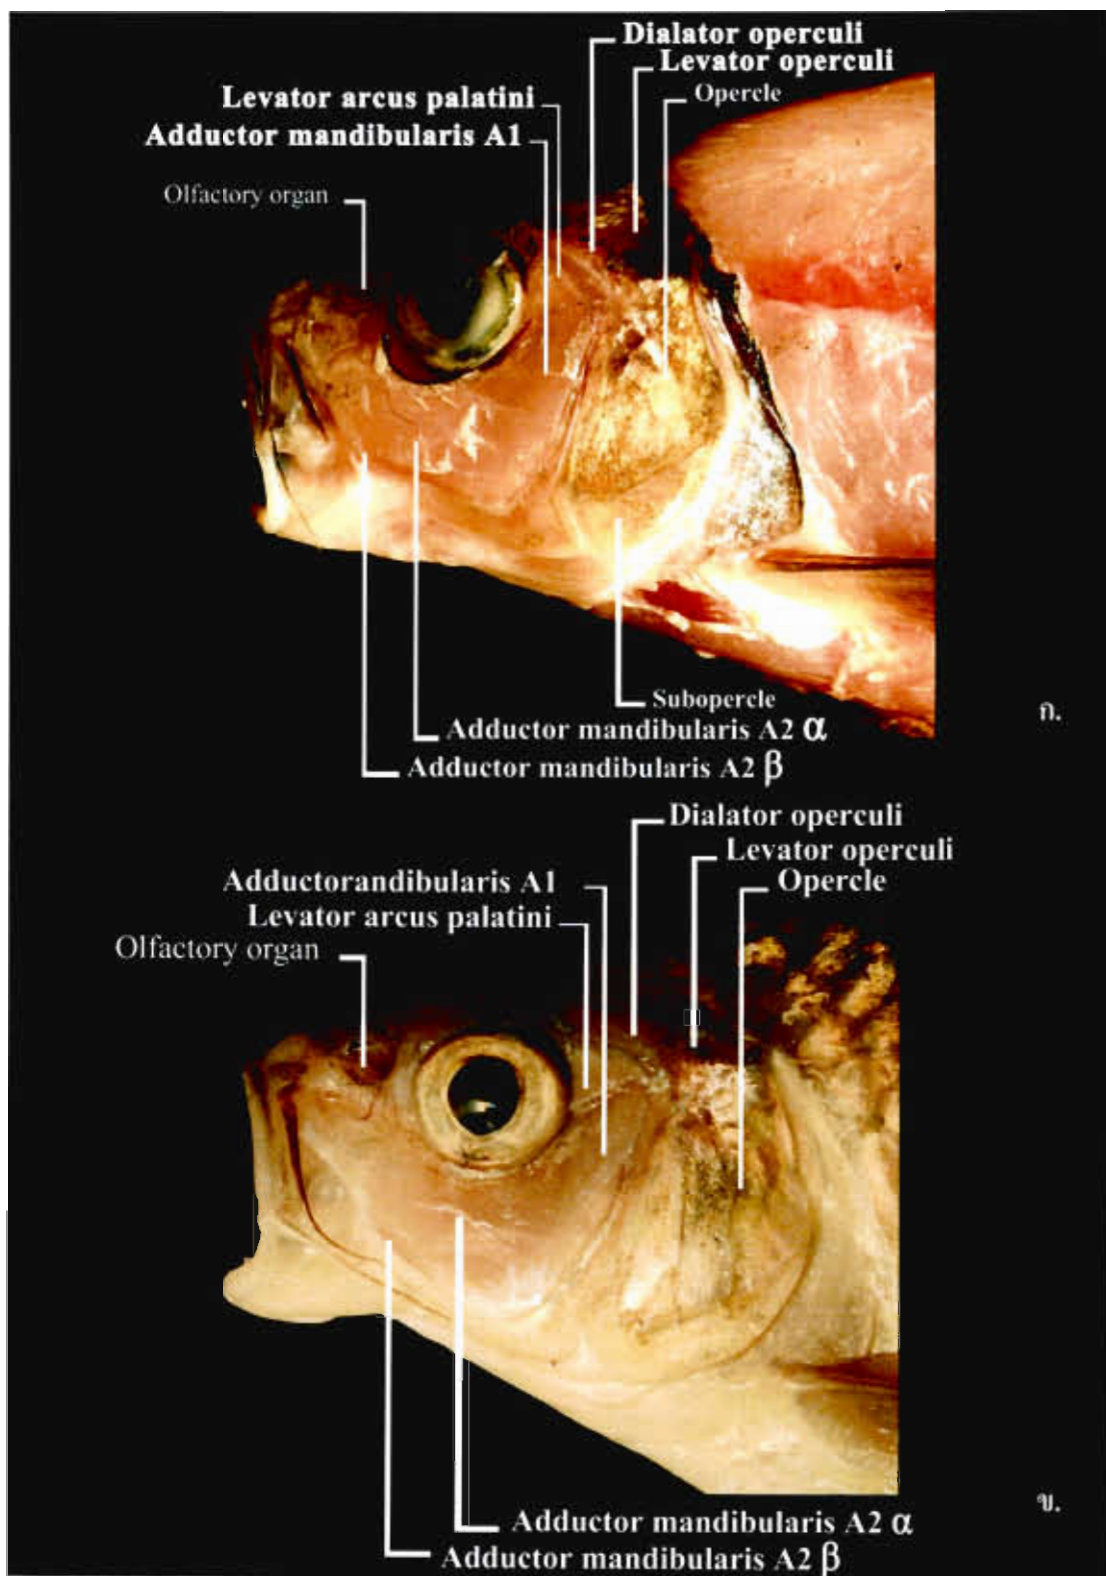 Dialator operculi
Levator operculi
Opercle
Levator arcus palatini
Adductor mandibularis A1
Olfactory organ
Subopercle
ก.
Adductor mandibularis A2 α
Adductor mandibularis A2 β
Dialator operculi
Levator operculi
Adductorandibularis A1
Opercle
Levator arcus palatini
Olfactory organ
ข.
Adductor mandibularis A2 α
Adductor mandibularis A2 β